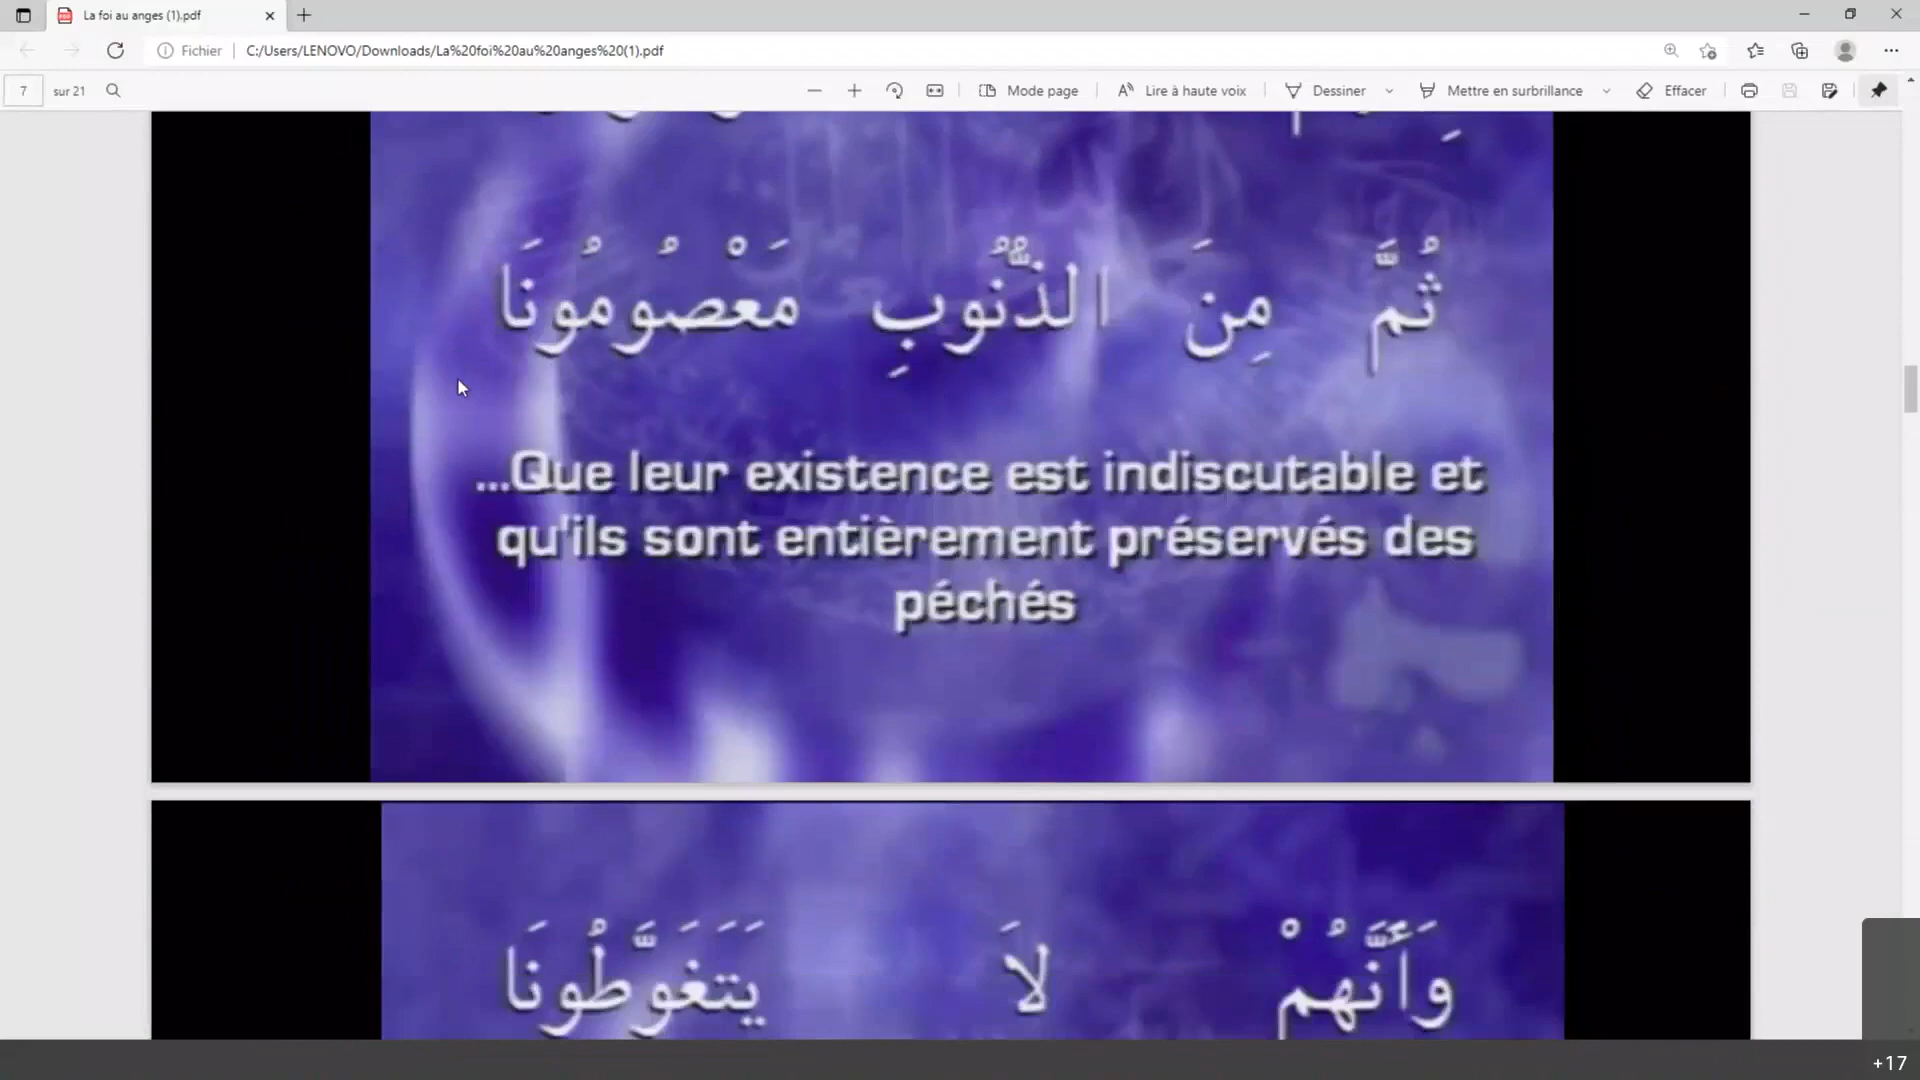 La foi au anges (1).pdf
Fichier
C:/Users/LENOVO/Downloads/La%20foi%20au%20anges%20(1).pdf
7 sur 21
Mode page
Lire à haute voix
Dessiner
Mettre en surbrillance
Effacer
ثُمَّ مِنَ الذُّنُوبِ مَعْصُومُونَا
...Que leur existence est indiscutable et
qu'ils sont entièrement préservés des
péchés
وَأَنَّهُمْ لاَ يَتَغَوَّطُونَا
+17